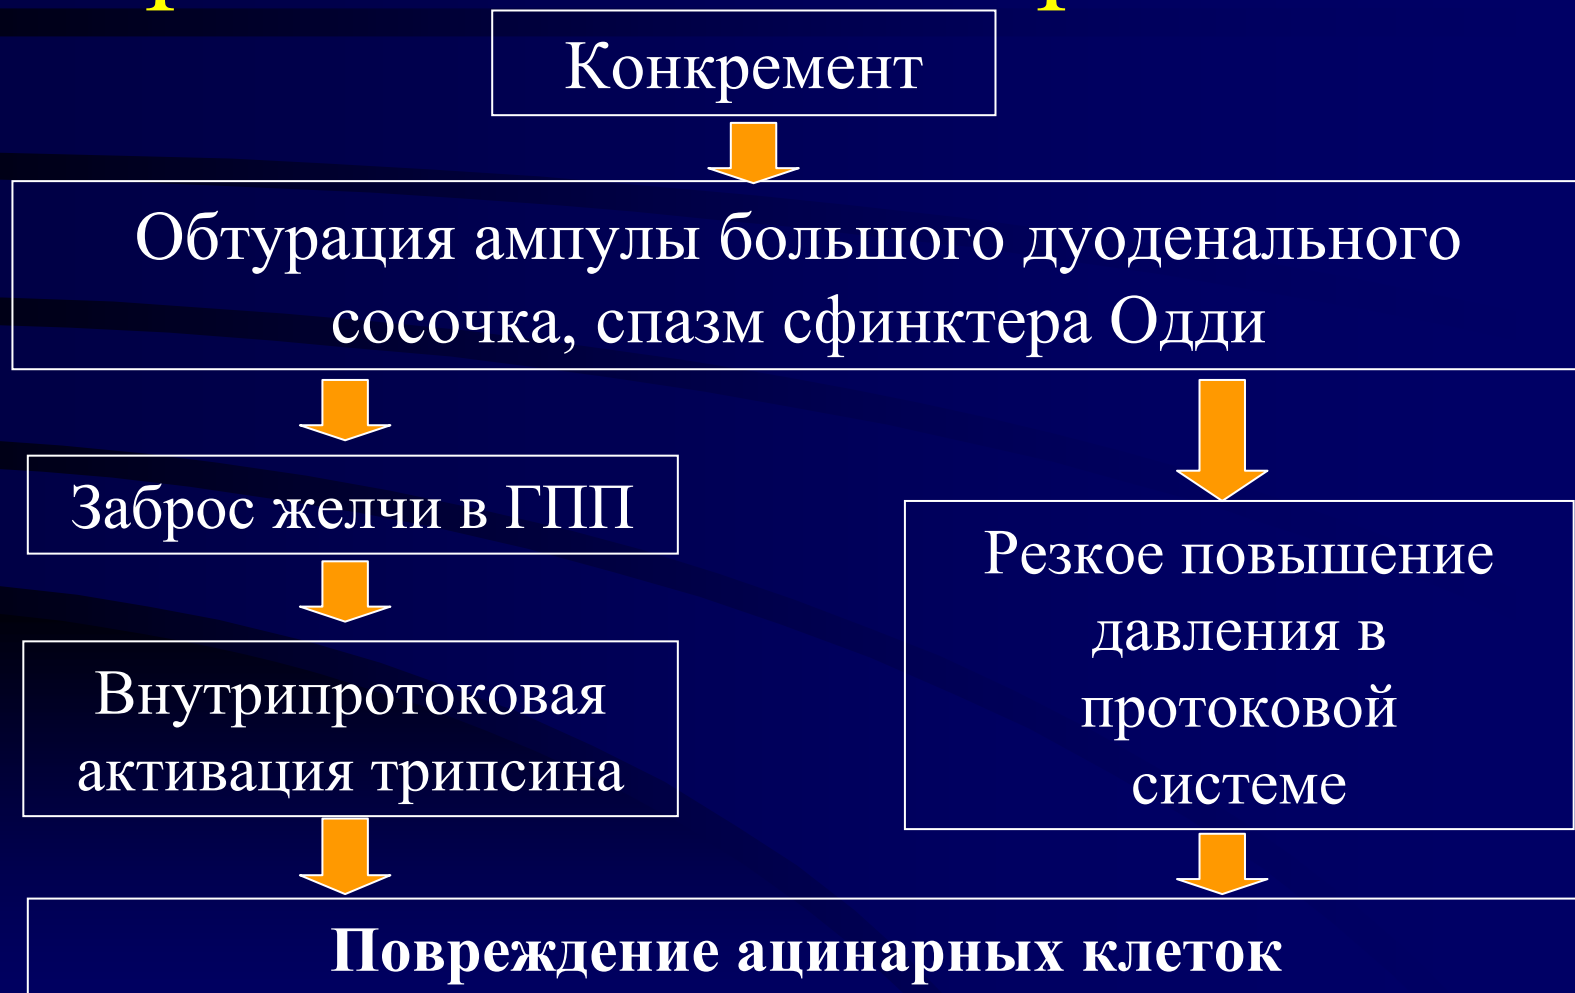 Конкремент
Обтурация ампулы большого дуоденального
сосочка, спазм сфинктера Одди
Заброс желчи в ГПП
Резкое повышение
давления в
протоковой
системе
Внутрипротоковая
активация трипсина
Повреждение ацинарных клеток